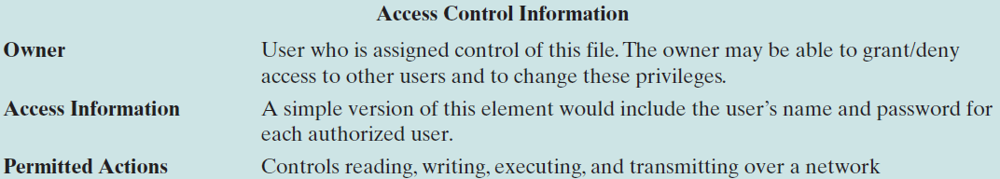 Access Control Information
Owner User who is assigned control of this file. The owner may be able to grant/deny
access to other users and to change these privileges.
Access Information A simple version of this element would include the user’s name and password for
each authorized user.
Permitted Actions Controls reading, writing, executing, and transmitting over a network